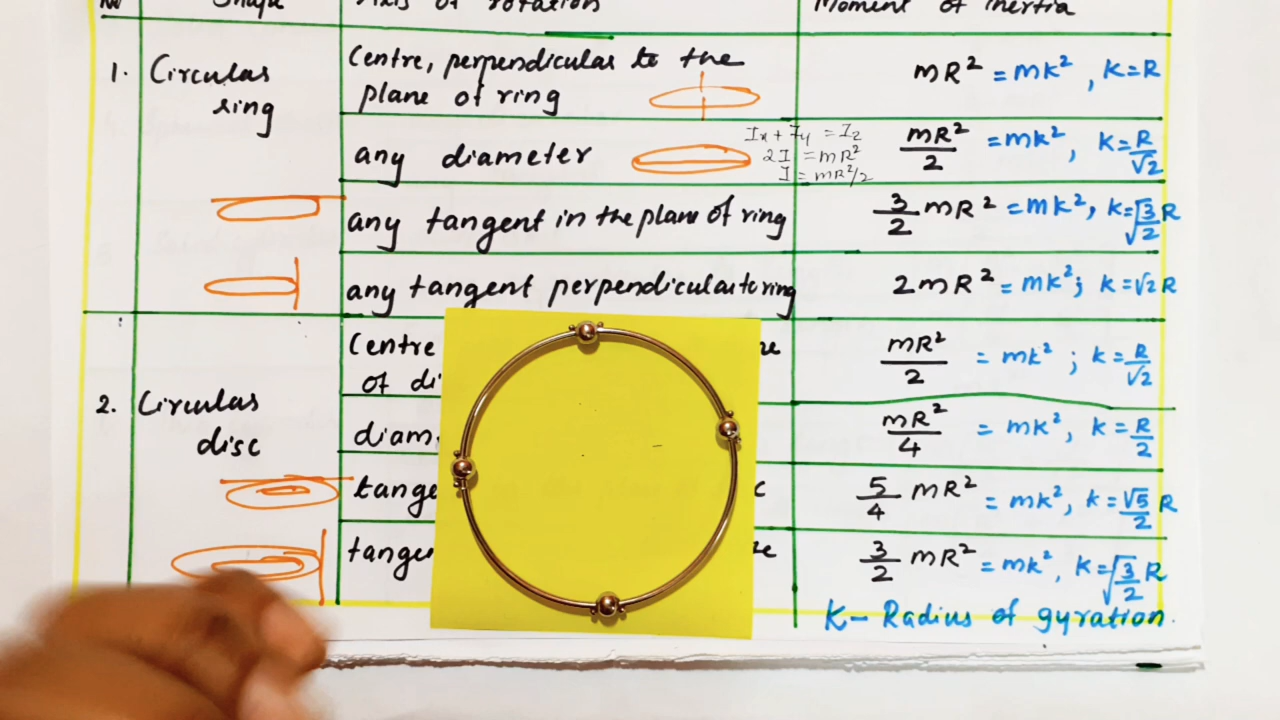 No Shape Axis of rotation Moment of inertia
1. Circular ring
Centre, perpendicular to the
plane of ring
mR² = mk², K=R
any diameter
Ix + Iy = Iz
2I = mR²
I = mR²/2
mR²/2 = mk², K=R/√2
any tangent in the plane of ring
3/2 mR² = mk², K=√3/2 R
any tangent perpendicular to ring
2mR² = mk²; K=√2R
2. Circular disc
Centre
of
mR²/2 = mk²; K=R/√2
mR²/4 = mk², K=R/2
5/4 mR² = mk², K=√5/2 R
3/2 mR² = mk², K=√3/2 R
K- Radius of gyration